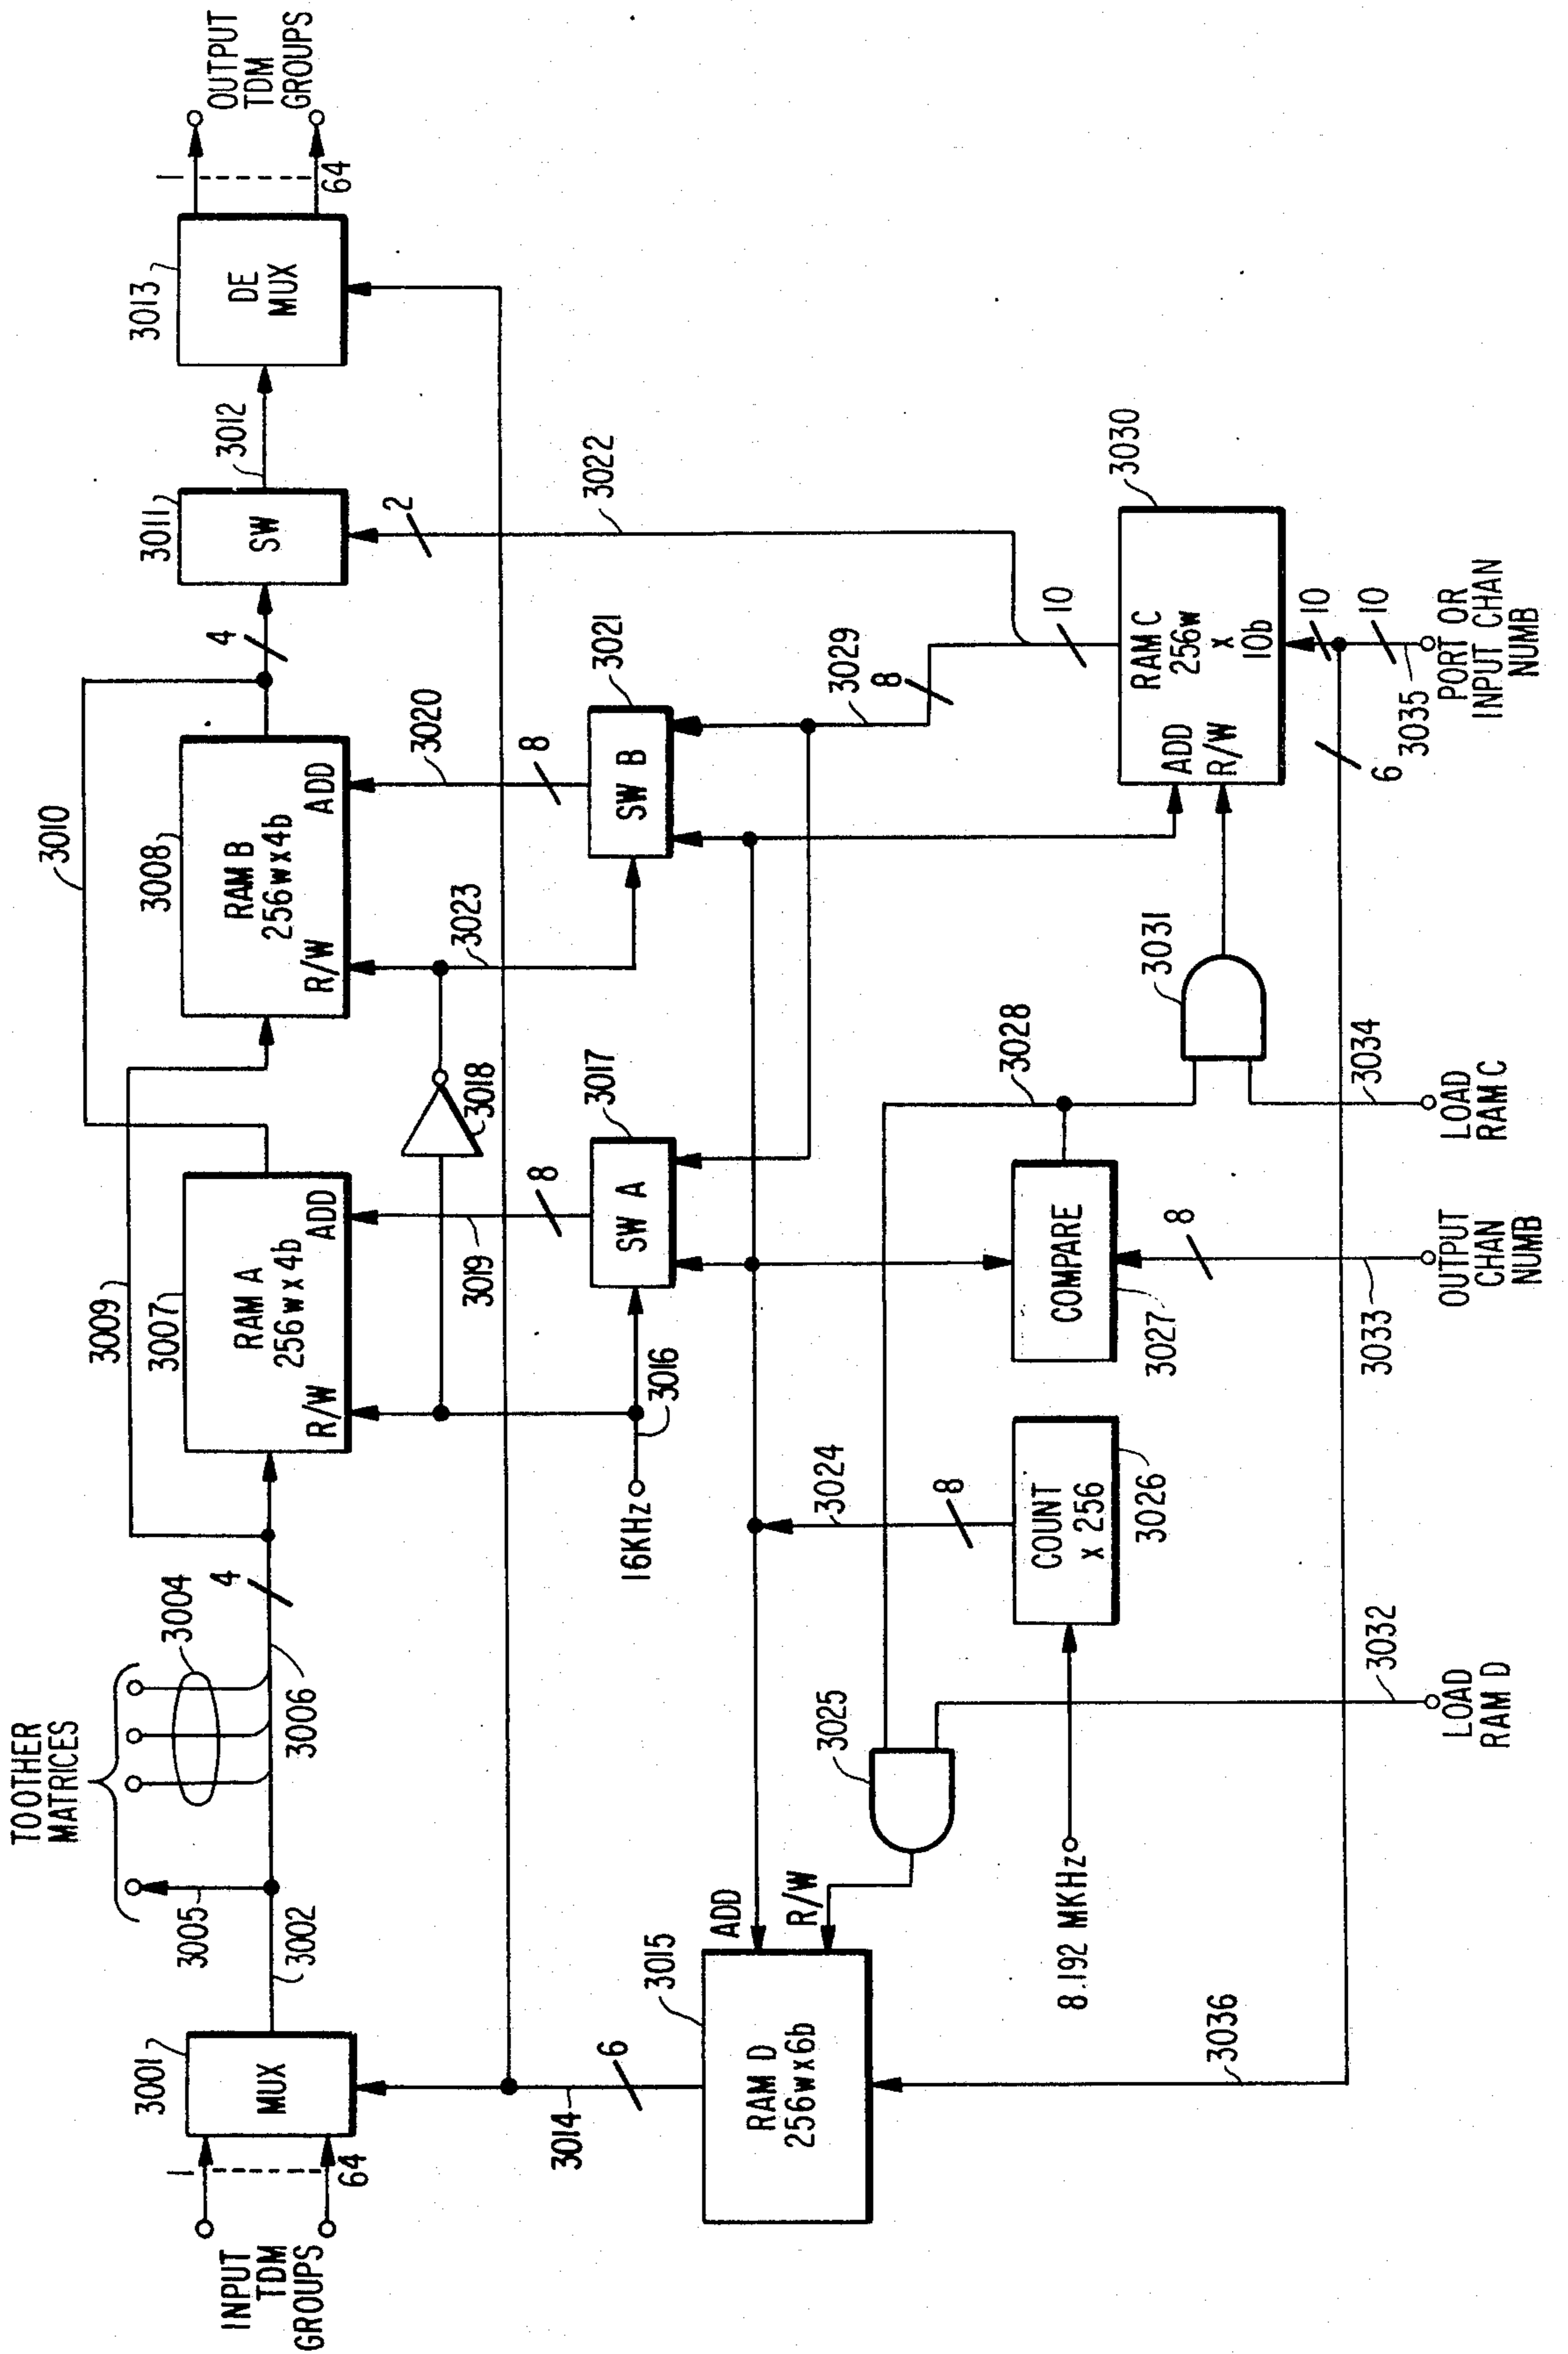 INPUT
TDM
GROUPS
1
64
3001
MUX
3002
3005
TO OTHER
MATRICES
3004
3006
4
3009
3007
RAM A
256w x 4b
R/W
ADD
3010
3008
RAM B
256w x 4b
R/W
ADD
4
3011
SW
3012
3013
DE
MUX
1
64
OUTPUT
TDM
GROUPS
3014
6
16KHz
3016
3018
3019
8
3017
SW A
3023
3020
8
3021
SW B
2
3022
3015
RAM D
256w x 6b
ADD
R/W
3025
3024
8
COUNT
x 256
3026
8.192 MKHz
3028
COMPARE
3027
8
3033
3031
3029
8
10
3030
RAM C
256w
x
10b
ADD
R/W
10
10
6
3035
3036
3032
LOAD
RAM D
OUTPUT
CHAN
NUMB
3034
LOAD
RAM C
PORT OR
INPUT CHAN
NUMB